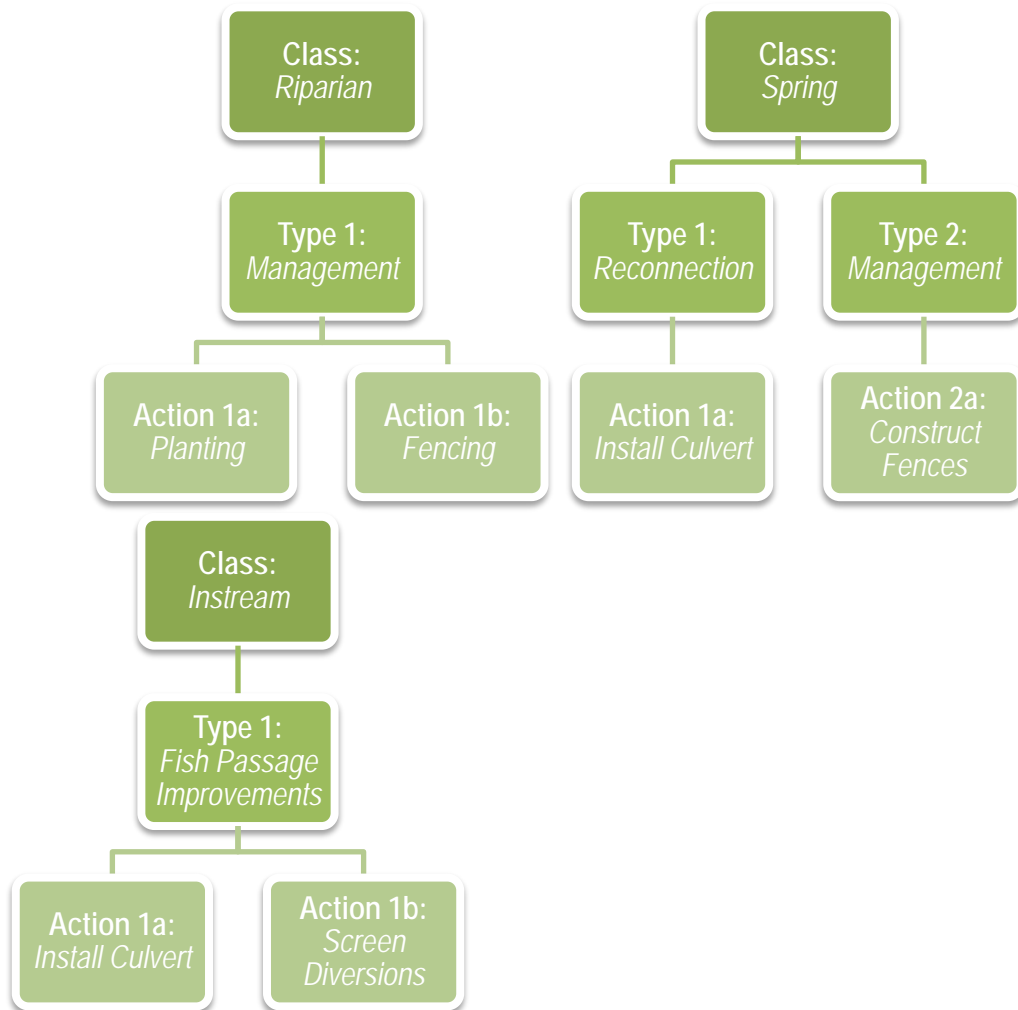 Class:
Riparian
Type 1:
Management
Action 1a:
Planting
Action 1b:
Fencing
Class:
Spring
Type 1:
Reconnection
Type 2:
Management
Action 1a:
Install Culvert
Action 2a:
Construct
Fences
Class:
Instream
Type 1:
Fish Passage
Improvements
Action 1a:
Install Culvert
Action 1b:
Screen
Diversions